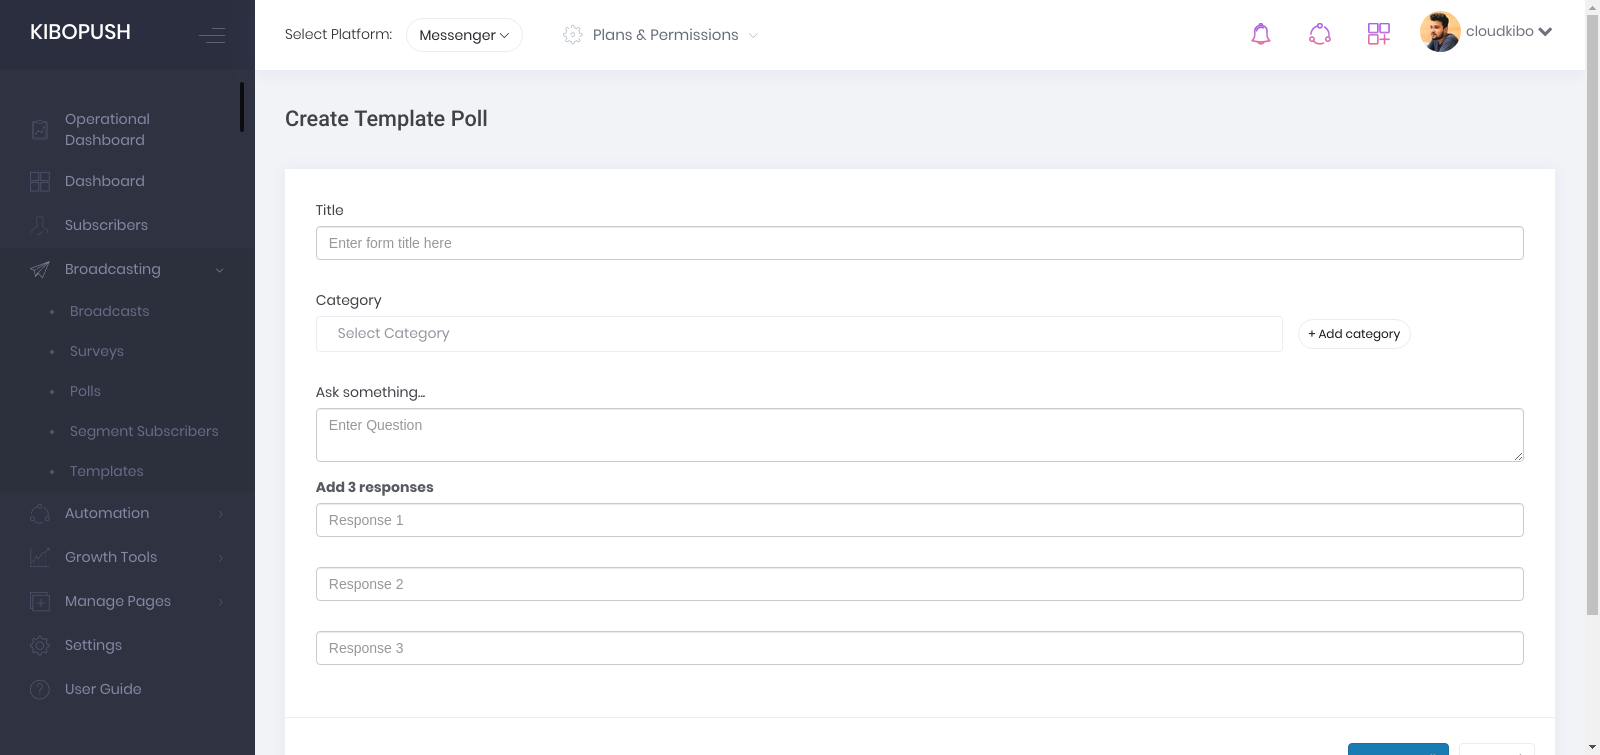 KIBOPUSH
Select Platform: Messenger
Plans & Permissions
cloudkibo
Operational
Dashboard
Dashboard
Subscribers
Broadcasting
Broadcasts
Surveys
Polls
Segment Subscribers
Templates
Automation
Growth Tools
Manage Pages
Settings
User Guide
Create Template Poll
Title
Enter form title here
Category
Select Category
+ Add category
Ask something...
Enter Question
Add 3 responses
Response 1
Response 2
Response 3